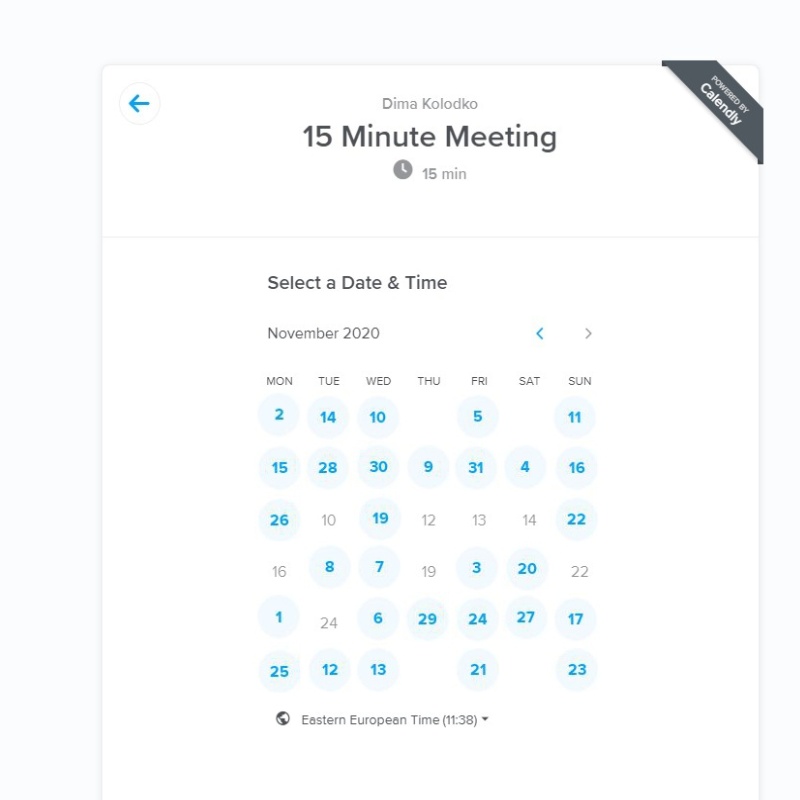 POWERED BY
Calendly
Dima Kolodko
15 Minute Meeting
15 min
Select a Date & Time
November 2020
MON TUE WED THU FRI SAT SUN
2 14 10 5 11
15 28 30 9 31 4 16
26 10 19 12 13 14 22
16 8 7 19 3 20 22
1 24 6 29 24 27 17
25 12 13 21 23
Eastern European Time (11:38)